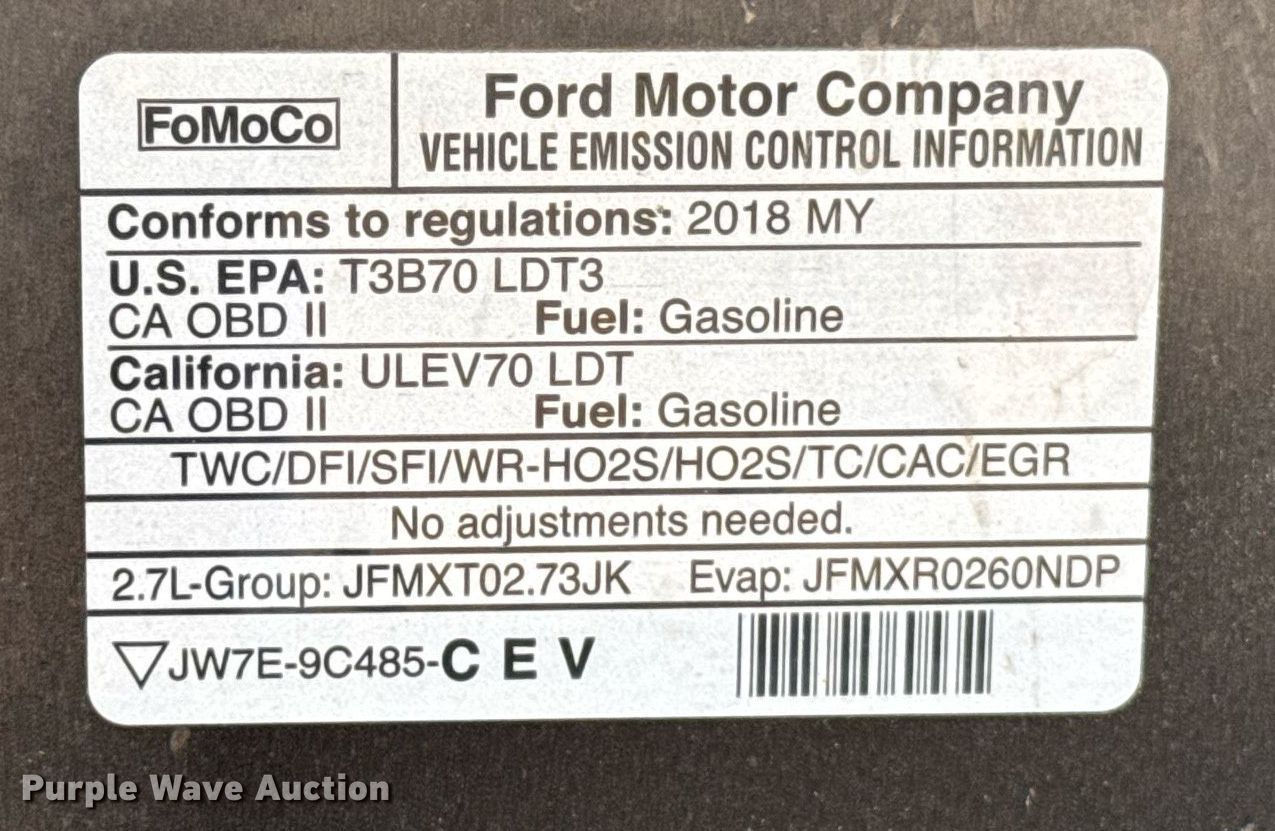 FoMoCo
Ford Motor Company
VEHICLE EMISSION CONTROL INFORMATION
Conforms to regulations: 2018 MY
U.S. EPA: T3B70 LDT3
CA OBD II Fuel: Gasoline
California: ULEV70 LDT
CA OBD II Fuel: Gasoline
TWC/DFI/SFI/WR-HO2S/HO2S/TC/CAC/EGR
No adjustments needed.
2.7L-Group: JFMXT02.73JK Evap: JFMXR0260NDP
▽JW7E-9C485-C E V
Purple Wave Auction